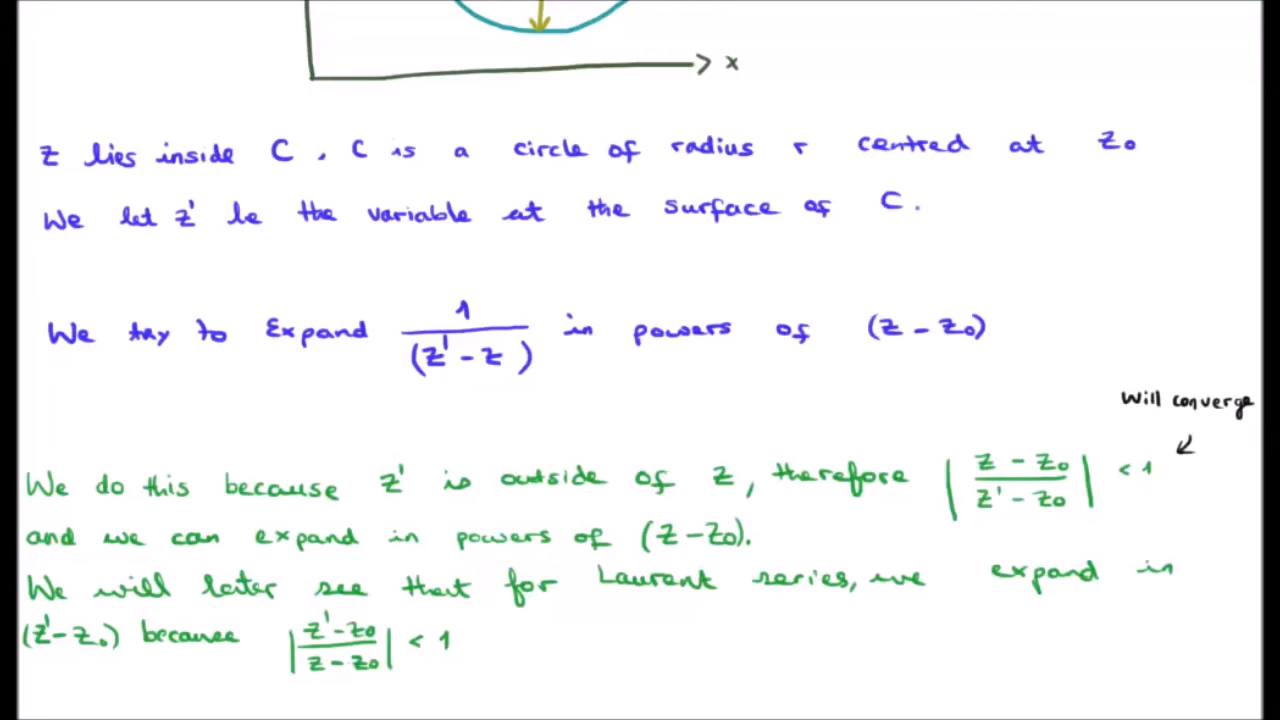 x
z lies inside C, C is a circle of radius r centred at z₀
We let z' be the variable at the surface of C.
We try to Expand 1/(z' - z) in powers of (z - z₀)
Will converge
We do this because z' is outside of z, therefore |(z - z₀)/(z' - z₀)| < 1
and we can expand in powers of (z - z₀).
We will later see that for Laurent series, we expand in
(z' - z₀) because |(z' - z₀)/(z - z₀)| < 1